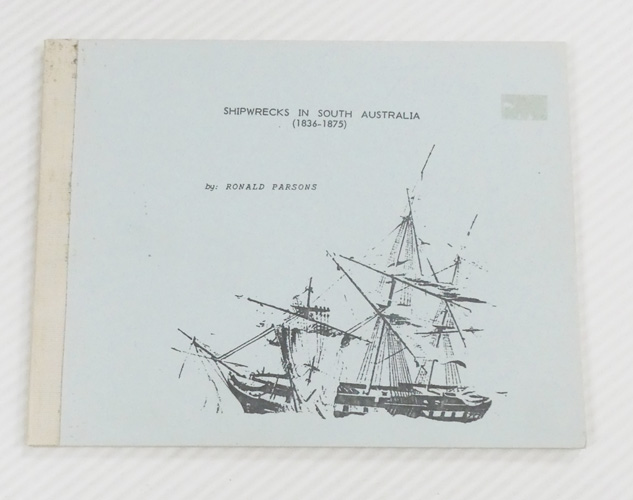 SHIPWRECKS IN SOUTH AUSTRALIA
(1836-1875)
by: RONALD PARSONS